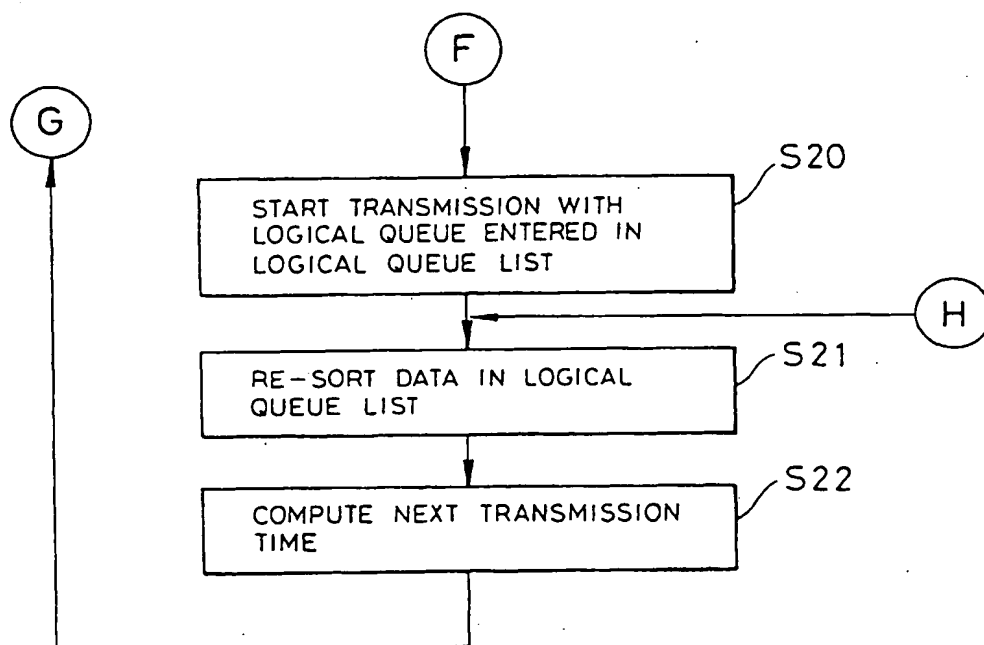 F
G
S20
START TRANSMISSION WITH
LOGICAL QUEUE ENTERED IN
LOGICAL QUEUE LIST
H
S21
RE-SORT DATA IN LOGICAL
QUEUE LIST
S22
COMPUTE NEXT TRANSMISSION
TIME